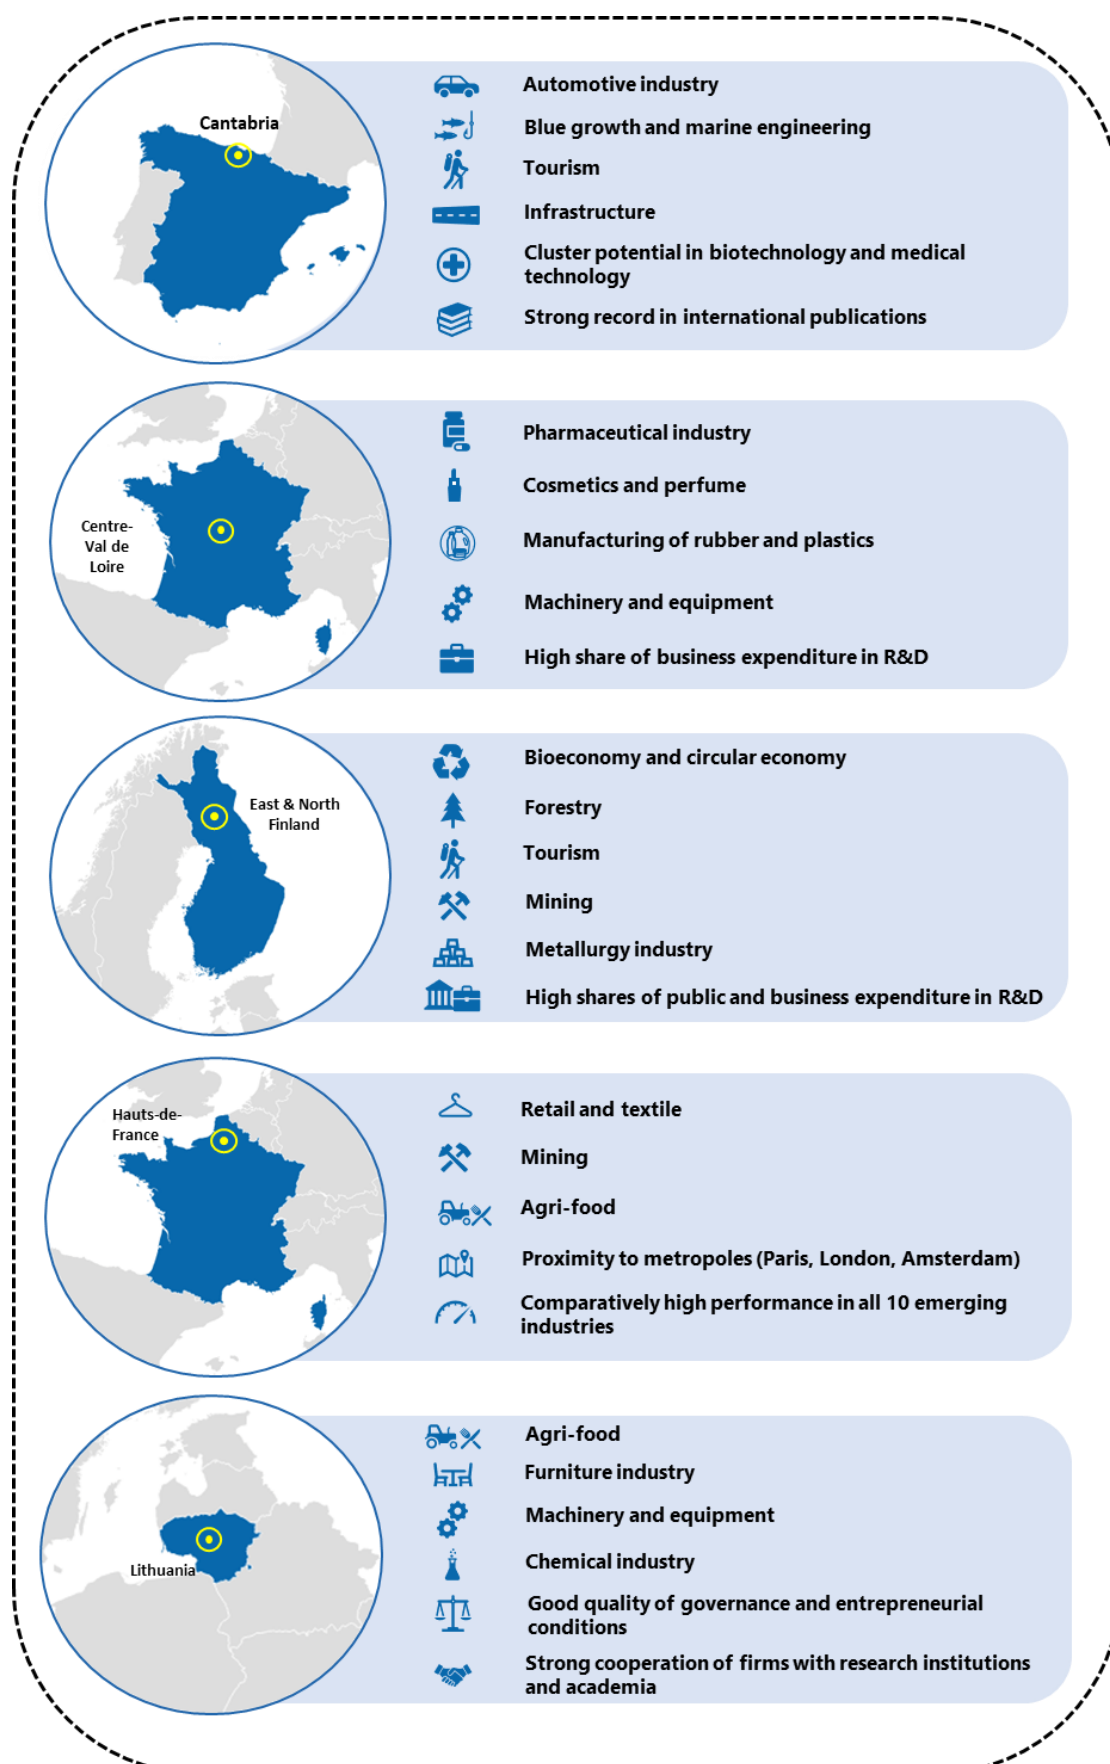 Cantabria
Automotive industry
Blue growth and marine engineering
Tourism
Infrastructure
Cluster potential in biotechnology and medical
technology
Strong record in international publications
Centre-
Val de
Loire
Pharmaceutical industry
Cosmetics and perfume
Manufacturing of rubber and plastics
Machinery and equipment
High share of business expenditure in R&D
East & North
Finland
Bioeconomy and circular economy
Forestry
Tourism
Mining
Metallurgy industry
High shares of public and business expenditure in R&D
Hauts-de-
France
Retail and textile
Mining
Agri-food
Proximity to metropoles (Paris, London, Amsterdam)
Comparatively high performance in all 10 emerging
industries
Lithuania
Agri-food
Furniture industry
Machinery and equipment
Chemical industry
Good quality of governance and entrepreneurial
conditions
Strong cooperation of firms with research institutions
and academia